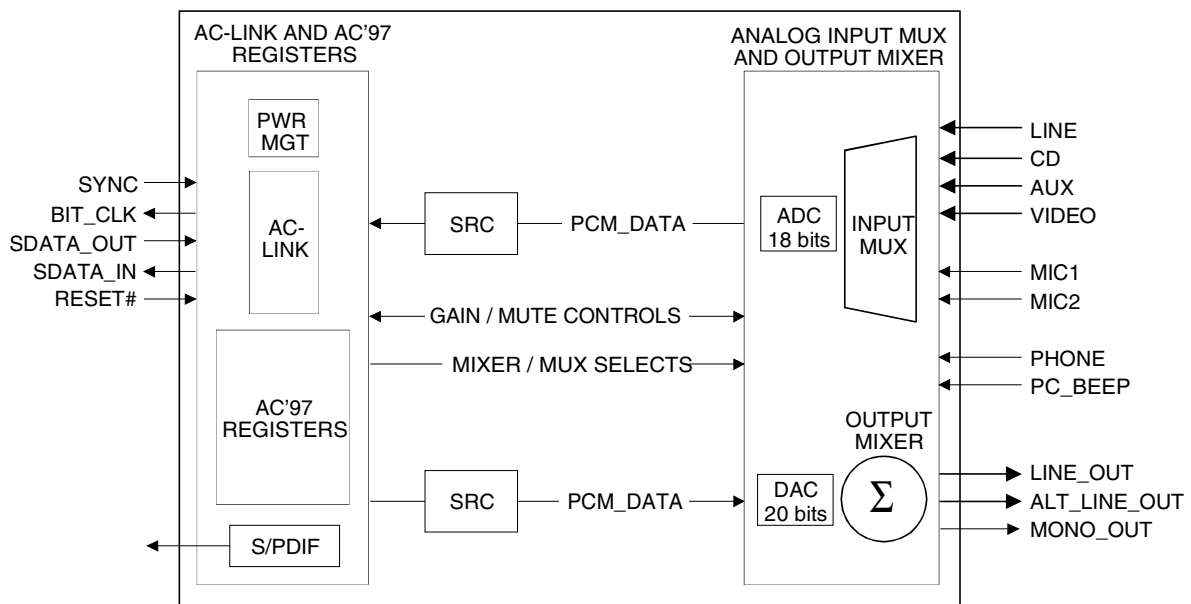 AC-LINK AND AC'97
REGISTERS
PWR
MGT
AC-
LINK
AC'97
REGISTERS
S/PDIF
SYNC
BIT_CLK
SDATA_OUT
SDATA_IN
RESET#
SRC
PCM_DATA
GAIN / MUTE CONTROLS
MIXER / MUX SELECTS
SRC
PCM_DATA
ANALOG INPUT MUX
AND OUTPUT MIXER
ADC
18 bits
INPUT
MUX
OUTPUT
MIXER
DAC
20 bits
Σ
LINE
CD
AUX
VIDEO
MIC1
MIC2
PHONE
PC_BEEP
LINE_OUT
ALT_LINE_OUT
MONO_OUT